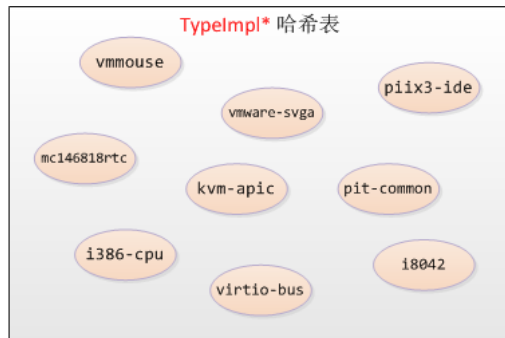 TypeImpl* 哈希表
vmmouse
piix3-ide
vmware-svga
mc146818rtc
kvm-apic
pit-common
i386-cpu
i8042
virtio-bus